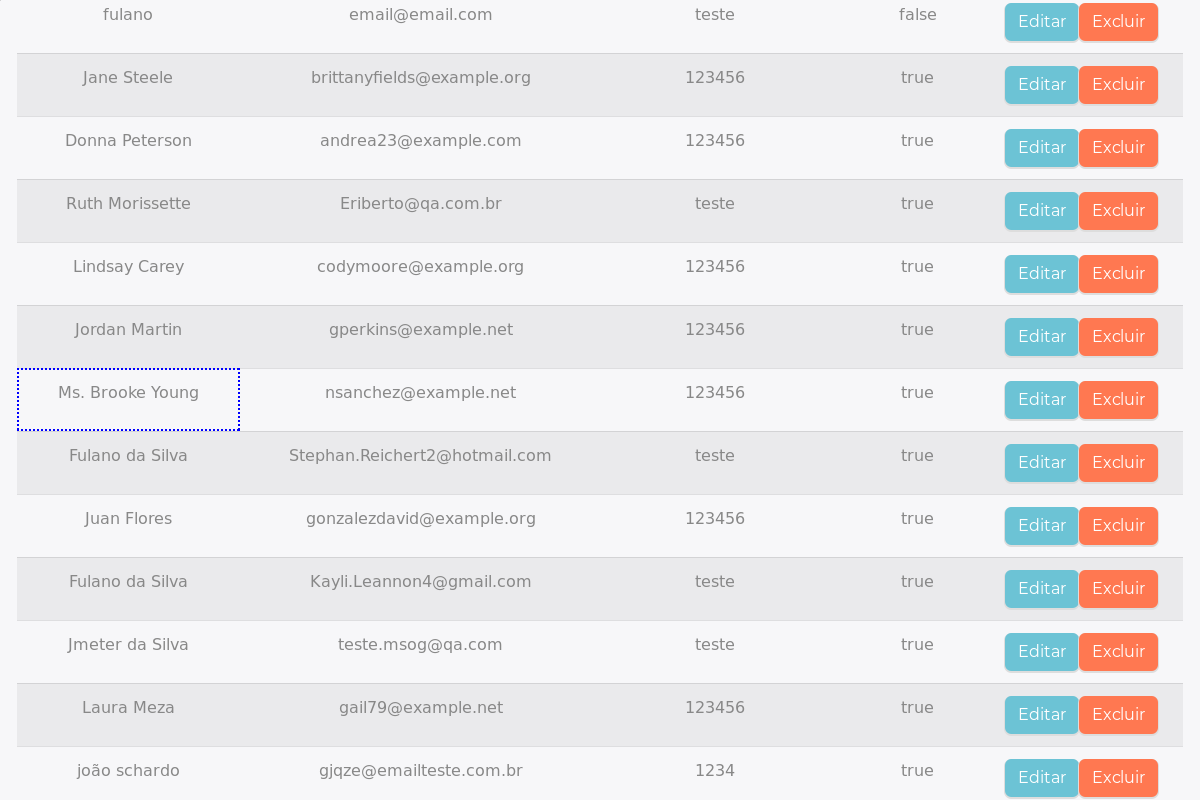 fulano email@email.com teste false Editar Excluir
Jane Steele brittanyfields@example.org 123456 true Editar Excluir
Donna Peterson andrea23@example.com 123456 true Editar Excluir
Ruth Morissette Eriberto@qa.com.br teste true Editar Excluir
Lindsay Carey codymoore@example.org 123456 true Editar Excluir
Jordan Martin gperkins@example.net 123456 true Editar Excluir
Ms. Brooke Young nsanchez@example.net 123456 true Editar Excluir
Fulano da Silva Stephan.Reichert2@hotmail.com teste true Editar Excluir
Juan Flores gonzalezdavid@example.org 123456 true Editar Excluir
Fulano da Silva Kayli.Leannon4@gmail.com teste true Editar Excluir
Jmeter da Silva teste.msog@qa.com teste true Editar Excluir
Laura Meza gail79@example.net 123456 true Editar Excluir
joão schardo gjqze@emailteste.com.br 1234 true Editar Excluir